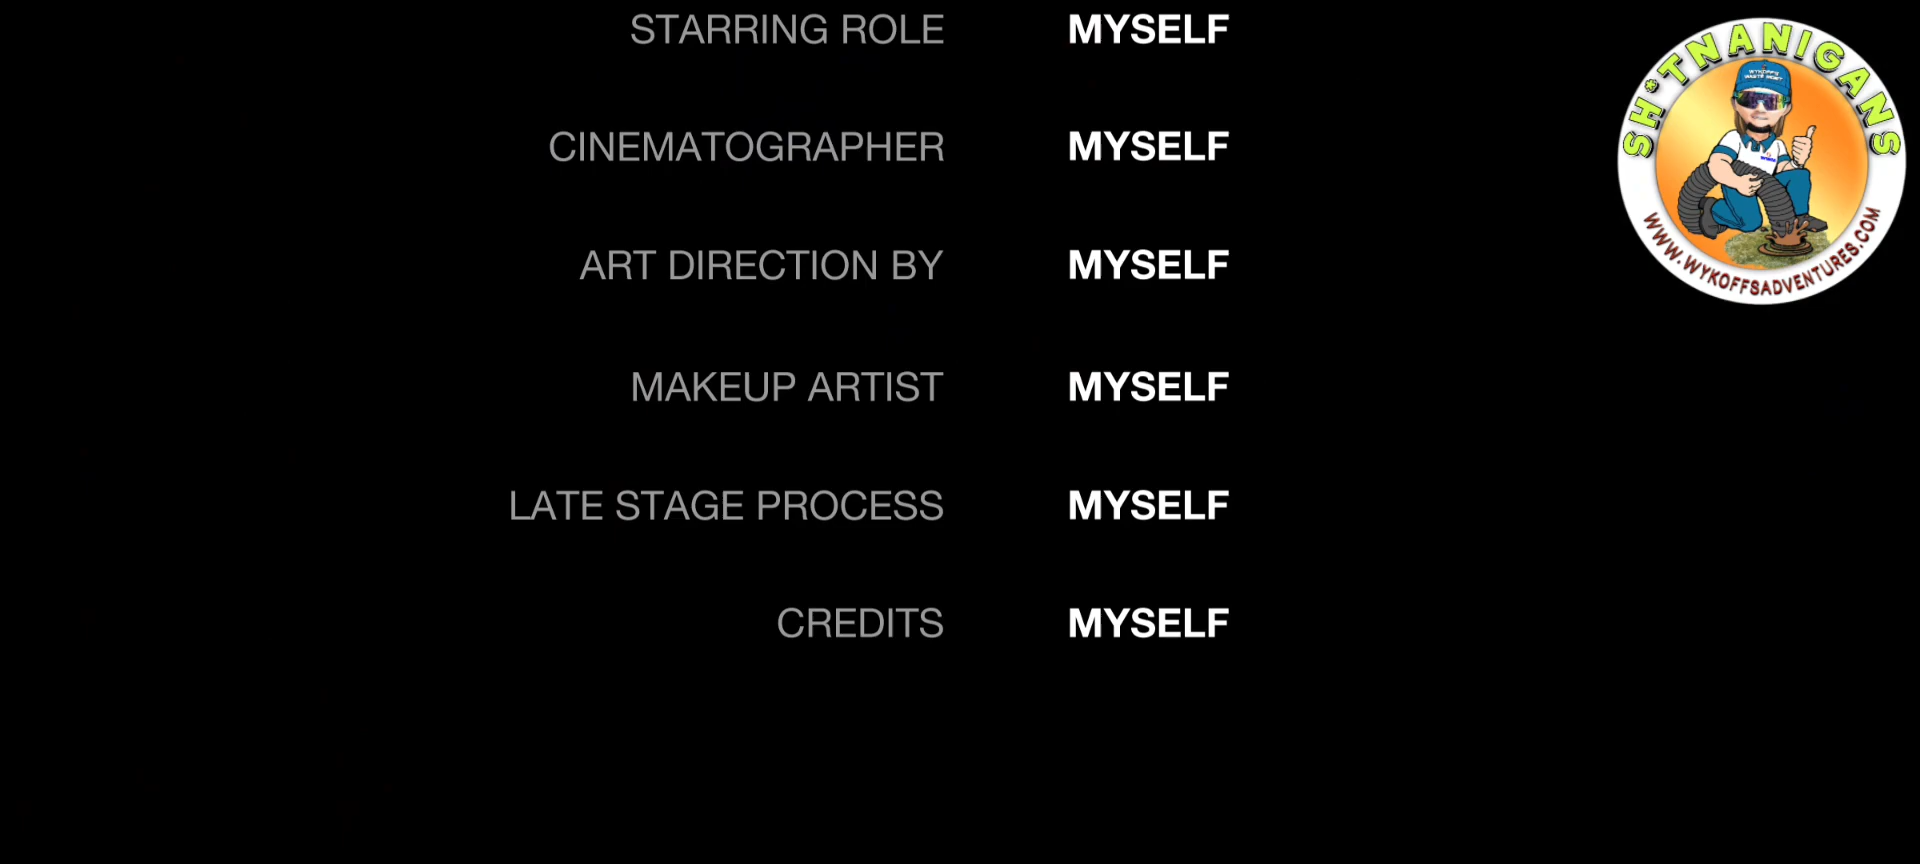 STARRING ROLE MYSELF
CINEMATOGRAPHER MYSELF
ART DIRECTION BY MYSELF
MAKEUP ARTIST MYSELF
LATE STAGE PROCESS MYSELF
CREDITS MYSELF
SH*TNANIGANS
WWW.WYKOFFSADVENTURES.COM